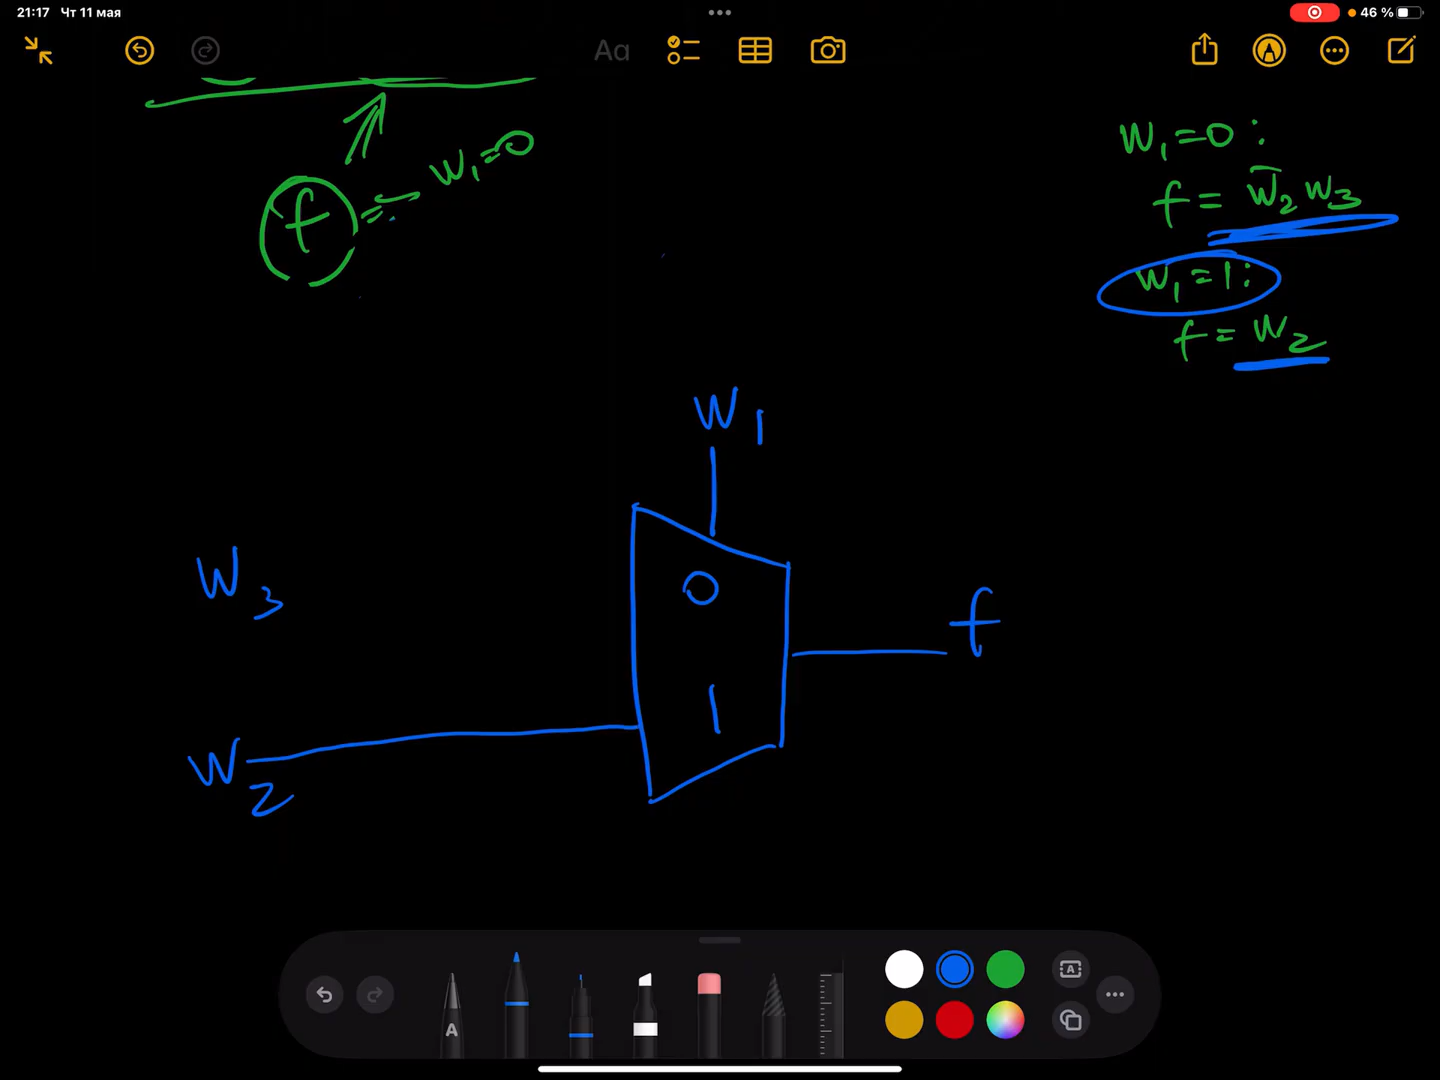 21:17 Чт 11 мая
46 %
Aa
w₁=0
f =
w₁=0:
f = w̅₂ w₃
w₁=1:
f = w₂
w₁
w₃
0
f
1
w₂
A
A